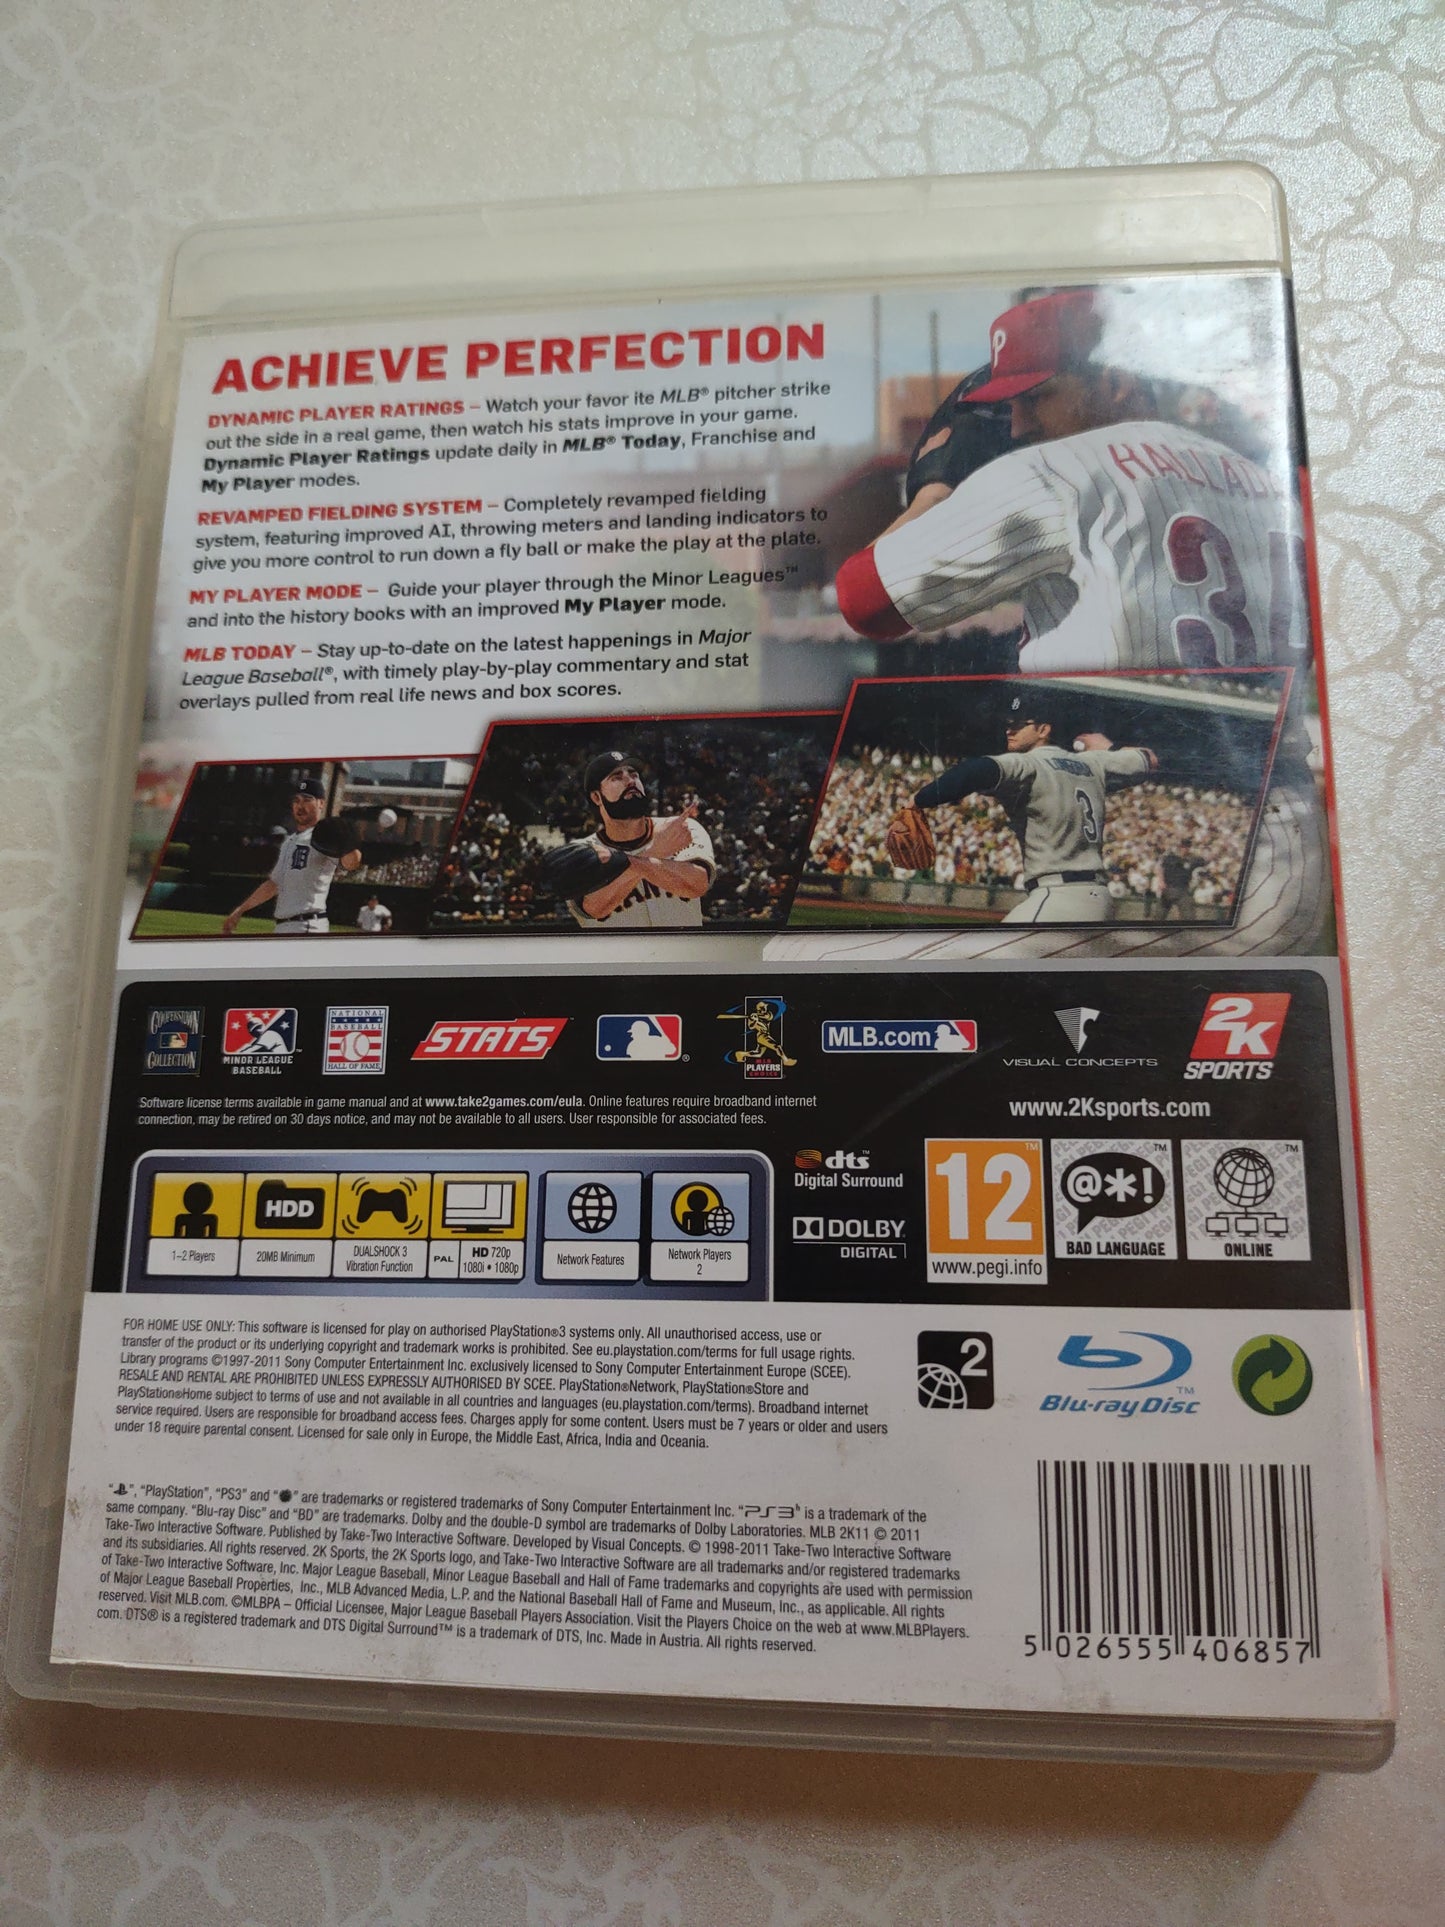 ACHIEVE PERFECTION
DYNAMIC PLAYER RATINGS – Watch your favor ite MLB® pitcher strike
out the side in a real game, then watch his stats improve in your game.
Dynamic Player Ratings update daily in MLB® Today, Franchise and
My Player modes.
REVAMPED FIELDING SYSTEM – Completely revamped fielding
system, featuring improved AI, throwing meters and landing indicators to
give you more control to run down a fly ball or make the play at the plate.
MY PLAYER MODE – Guide your player through the Minor Leagues™
and into the history books with an improved My Player mode.
MLB TODAY – Stay up-to-date on the latest happenings in Major
League Baseball®, with timely play-by-play commentary and stat
overlays pulled from real life news and box scores.
P
HALLAD
3
D
GIANTS
LONGORIA
3
COOPERSTOWN
COLLECTION
MINOR LEAGUE™
BASEBALL
NATIONAL
BASEBALL
HALL OF FAME
STATS™
®
MLB
PLAYERS
CHOICE
MLB.com
VISUAL CONCEPTS
2K
SPORTS
Software license terms available in game manual and at www.take2games.com/eula. Online features require broadband internet
connection, may be retired on 30 days notice, and may not be available to all users. User responsible for associated fees.
www.2Ksports.com
HDD
1–2 Players
20MB Minimum
DUALSHOCK 3
Vibration Function
PAL
HD 720p
1080i • 1080p
Network Features
Network Players
2
dts™
Digital Surround
DOLBY
DIGITAL
12™
www.pegi.info
@*!™
BAD LANGUAGE
™
ONLINE
FOR HOME USE ONLY: This software is licensed for play on authorised PlayStation®3 systems only. All unauthorised access, use or
transfer of the product or its underlying copyright and trademark works is prohibited. See eu.playstation.com/terms for full usage rights.
Library programs ©1997-2011 Sony Computer Entertainment Inc. exclusively licensed to Sony Computer Entertainment Europe (SCEE).
RESALE AND RENTAL ARE PROHIBITED UNLESS EXPRESSLY AUTHORISED BY SCEE. PlayStation®Network, PlayStation®Store and
PlayStation®Home subject to terms of use and not available in all countries and languages (eu.playstation.com/terms). Broadband internet
service required. Users are responsible for broadband access fees. Charges apply for some content. Users must be 7 years or older and users
under 18 require parental consent. Licensed for sale only in Europe, the Middle East, Africa, India and Oceania.
2
Blu-ray Disc™
“ ”, “PlayStation”, “PS3” and “ ” are trademarks or registered trademarks of Sony Computer Entertainment Inc. “PS3” is a trademark of the
same company. “Blu-ray Disc” and “BD” are trademarks. Dolby and the double-D symbol are trademarks of Dolby Laboratories. MLB 2K11 © 2011
Take-Two Interactive Software. Published by Take-Two Interactive Software. Developed by Visual Concepts. © 1998-2011 Take-Two Interactive Software
and its subsidiaries. All rights reserved. 2K Sports, the 2K Sports logo, and Take-Two Interactive Software are all trademarks and/or registered trademarks
of Take-Two Interactive Software, Inc. Major League Baseball, Minor League Baseball and Hall of Fame trademarks and copyrights are used with permission
of Major League Baseball Properties, Inc., MLB Advanced Media, L.P. and the National Baseball Hall of Fame and Museum, Inc., as applicable. All rights
reserved. Visit MLB.com. ©MLBPA – Official Licensee, Major League Baseball Players Association. Visit the Players Choice on the web at www.MLBPlayers.
com. DTS® is a registered trademark and DTS Digital Surround™ is a trademark of DTS, Inc. Made in Austria. All rights reserved.
5 026555 406857